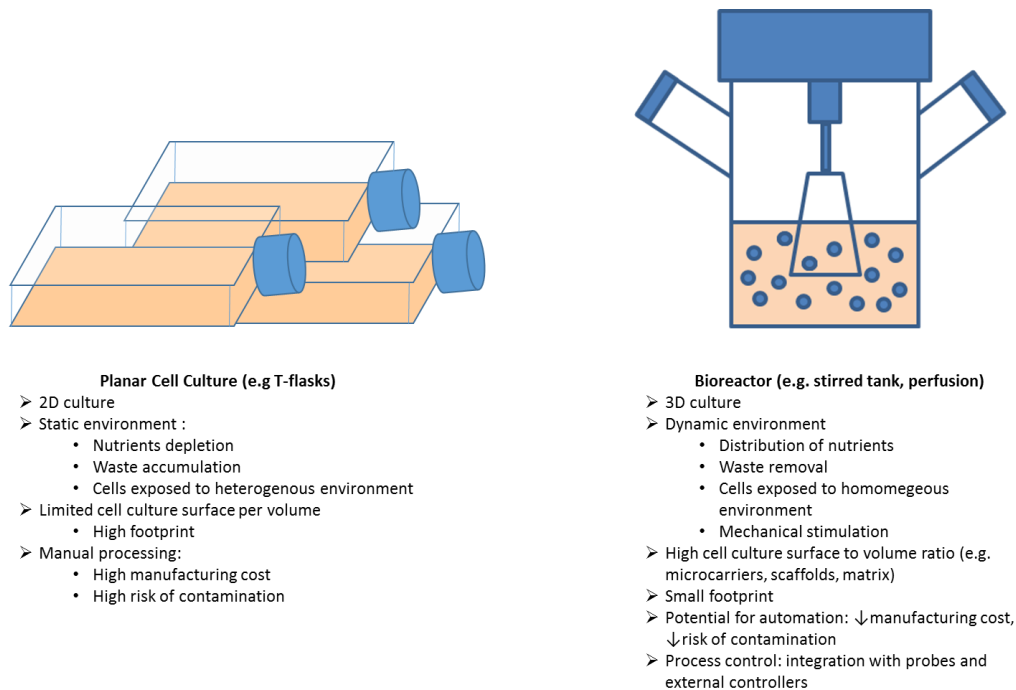 Planar Cell Culture (e.g T-flasks)
➢ 2D culture
➢ Static environment :
• Nutrients depletion
• Waste accumulation
• Cells exposed to heterogenous environment
➢ Limited cell culture surface per volume
• High footprint
➢ Manual processing:
• High manufacturing cost
• High risk of contamination
Bioreactor (e.g. stirred tank, perfusion)
➢ 3D culture
➢ Dynamic environment
• Distribution of nutrients
• Waste removal
• Cells exposed to homomegeous
environment
• Mechanical stimulation
➢ High cell culture surface to volume ratio (e.g.
microcarriers, scaffolds, matrix)
➢ Small footprint
➢ Potential for automation: ↓manufacturing cost,
↓risk of contamination
➢ Process control: integration with probes and
external controllers